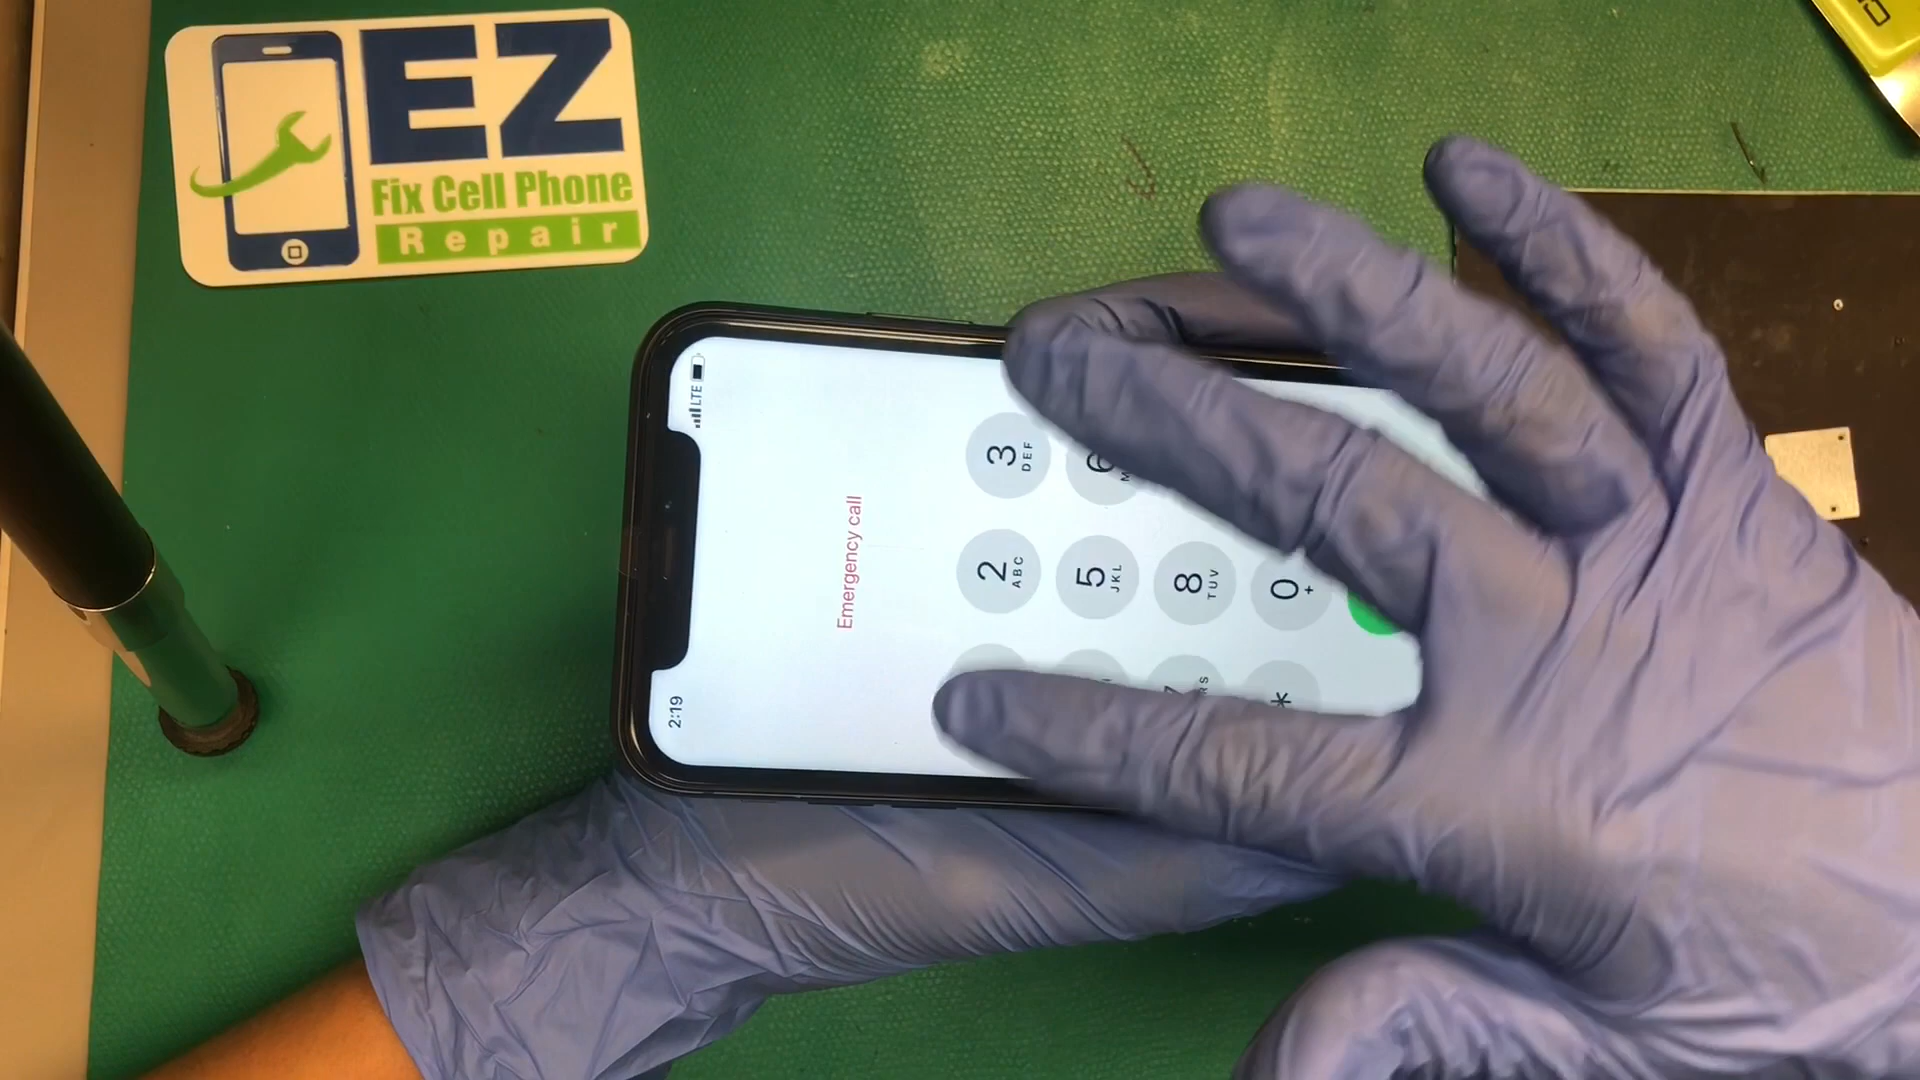 EZ
Fix Cell Phone
Repair
2:19
LTE
Emergency call
2 ABC
3 DEF
5 JKL
6
8 TUV
*
0 +